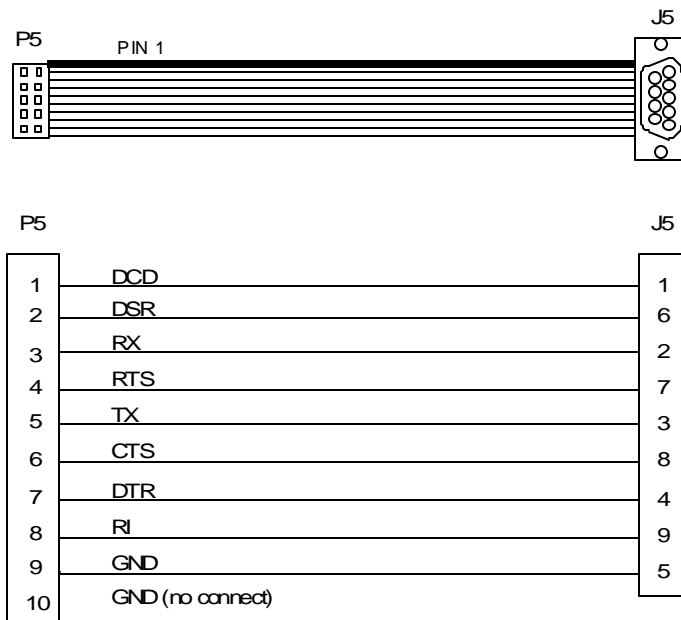 P5 J5
PIN 1
P5 J5
1 DCD 1
2 DSR 6
3 RX 2
4 RTS 7
5 TX 3
6 CTS 8
7 DTR 4
8 RI 9
9 GND 5
10 GND (no connect)